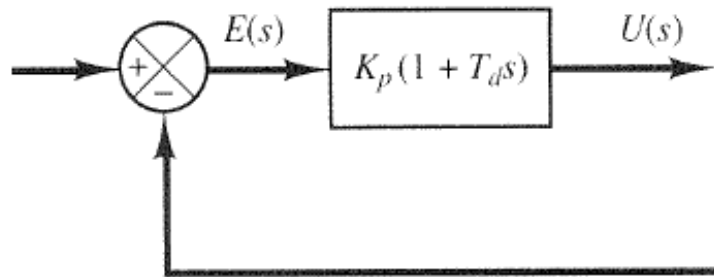 E(s)
U(s)
+
K_p (1 + T_d s)
−